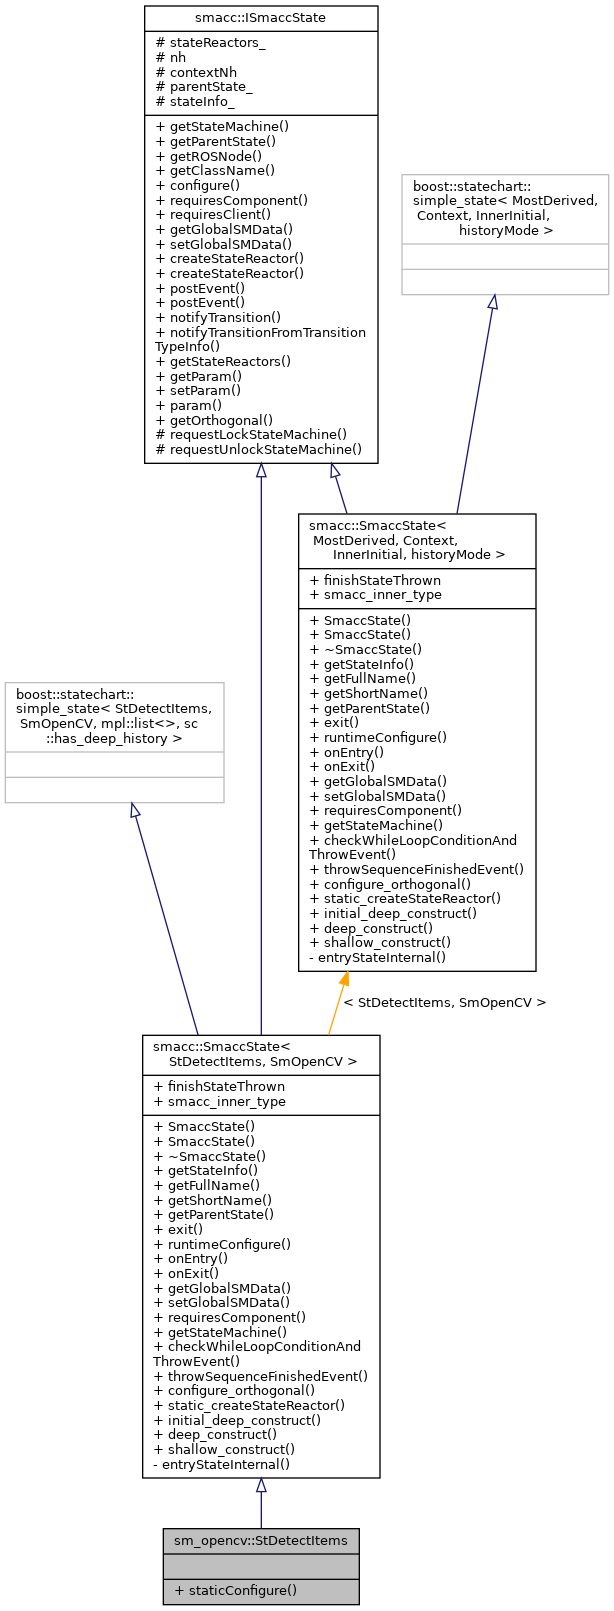 smacc::ISmaccState
# stateReactors_
# nh
# contextNh
# parentState_
# stateInfo_
+ getStateMachine()
+ getParentState()
+ getROSNode()
+ getClassName()
+ configure()
+ requiresComponent()
+ requiresClient()
+ getGlobalSMData()
+ setGlobalSMData()
+ createStateReactor()
+ createStateReactor()
+ postEvent()
+ postEvent()
+ notifyTransition()
+ notifyTransitionFromTransition
TypeInfo()
+ getStateReactors()
+ getParam()
+ setParam()
+ param()
+ getOrthogonal()
# requestLockStateMachine()
# requestUnlockStateMachine()
boost::statechart::
simple_state< MostDerived,
Context, InnerInitial,
historyMode >
smacc::SmaccState<
MostDerived, Context,
InnerInitial, historyMode >
+ finishStateThrown
+ smacc_inner_type
+ SmaccState()
+ SmaccState()
+ ~SmaccState()
+ getStateInfo()
+ getFullName()
+ getShortName()
+ getParentState()
+ exit()
+ runtimeConfigure()
+ onEntry()
+ onExit()
+ getGlobalSMData()
+ setGlobalSMData()
+ requiresComponent()
+ getStateMachine()
+ checkWhileLoopConditionAnd
ThrowEvent()
+ throwSequenceFinishedEvent()
+ configure_orthogonal()
+ static_createStateReactor()
+ initial_deep_construct()
+ deep_construct()
+ shallow_construct()
- entryStateInternal()
boost::statechart::
simple_state< StDetectItems,
SmOpenCV, mpl::list<>, sc
::has_deep_history >
< StDetectItems, SmOpenCV >
smacc::SmaccState<
StDetectItems, SmOpenCV >
+ finishStateThrown
+ smacc_inner_type
+ SmaccState()
+ SmaccState()
+ ~SmaccState()
+ getStateInfo()
+ getFullName()
+ getShortName()
+ getParentState()
+ exit()
+ runtimeConfigure()
+ onEntry()
+ onExit()
+ getGlobalSMData()
+ setGlobalSMData()
+ requiresComponent()
+ getStateMachine()
+ checkWhileLoopConditionAnd
ThrowEvent()
+ throwSequenceFinishedEvent()
+ configure_orthogonal()
+ static_createStateReactor()
+ initial_deep_construct()
+ deep_construct()
+ shallow_construct()
- entryStateInternal()
sm_opencv::StDetectItems
+ staticConfigure()